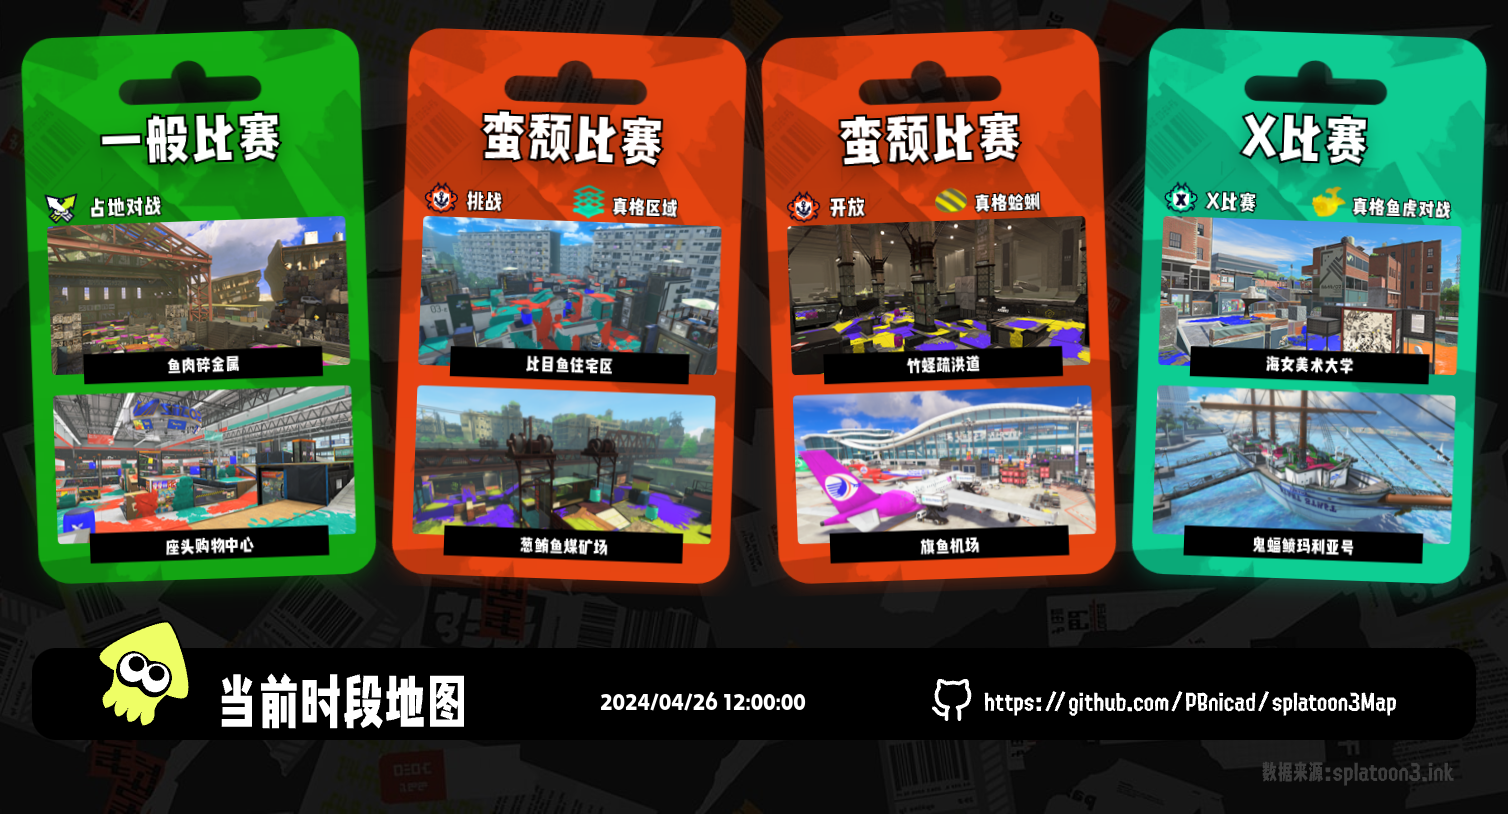 一般比赛
占地对战
鱼肉碎金属
座头购物中心
蛮颓比赛
挑战
真格区域
比目鱼住宅区
葱鲔鱼煤矿场
蛮颓比赛
开放
真格蛤蜊
竹蛏疏洪道
旗鱼机场
X比赛
X比赛
真格鱼虎对战
海女美术大学
鬼蝠鲼玛利亚号
当前时段地图
2024/04/26 12:00:00
https://github.com/PBnicad/splatoon3Map
数据来源:splatoon3.ink